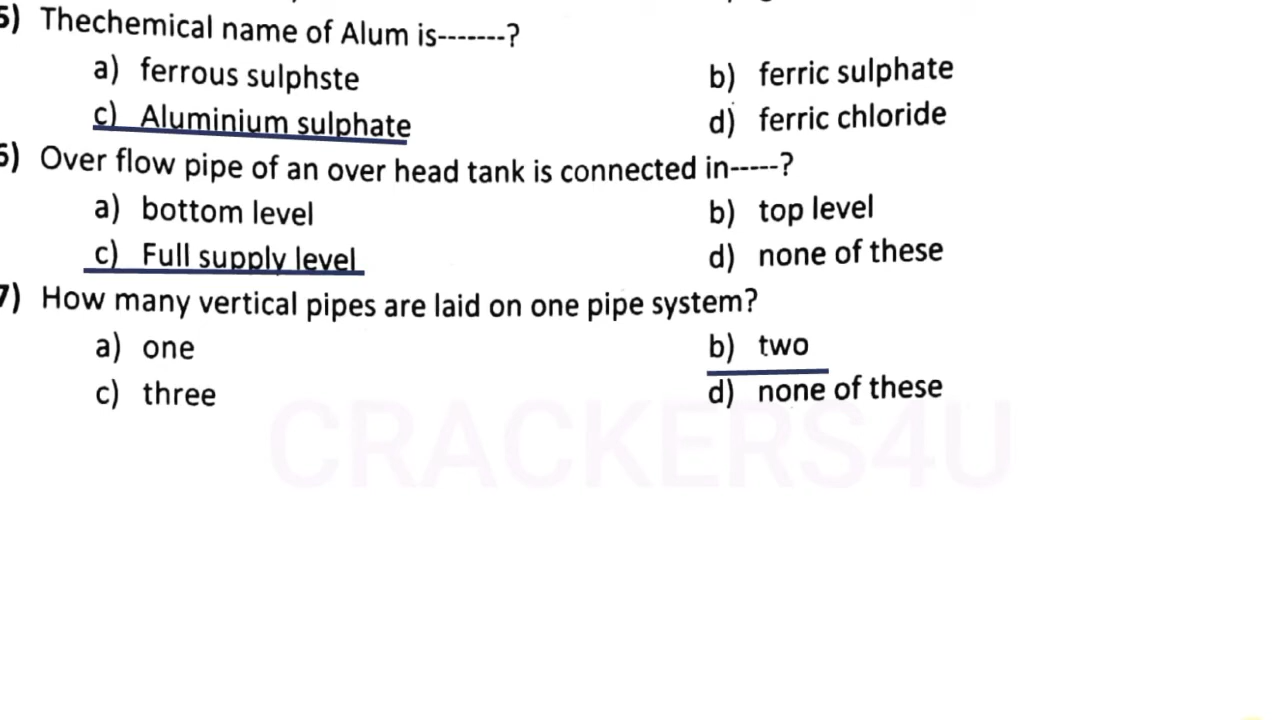 5) Thechemical name of Alum is-------?
a) ferrous sulphste
b) ferric sulphate
c) Aluminium sulphate
d) ferric chloride
6) Over flow pipe of an over head tank is connected in-----?
a) bottom level
b) top level
c) Full supply level
d) none of these
7) How many vertical pipes are laid on one pipe system?
a) one
b) two
c) three
d) none of these
CRACKERS4U